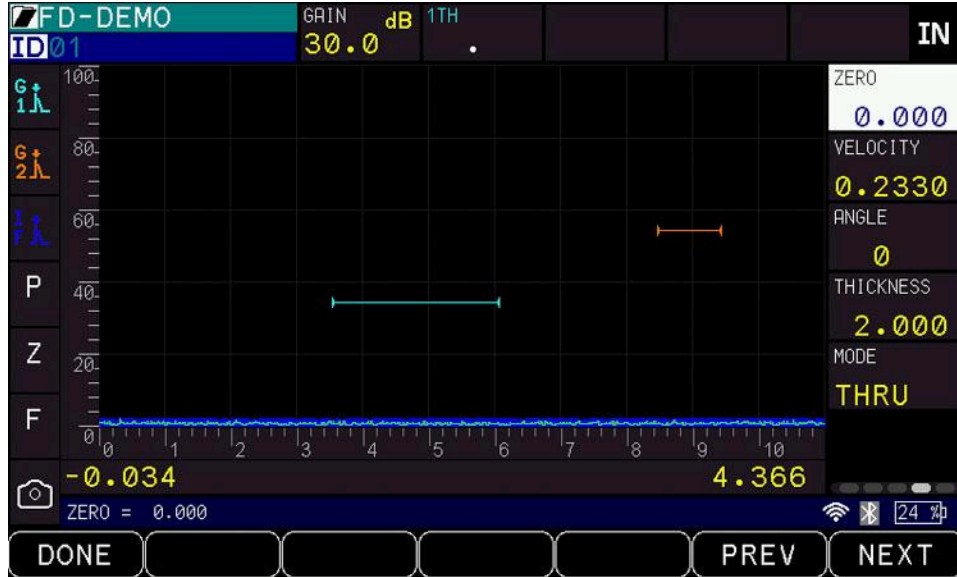 FD-DEMO
ID01
GAIN dB
30.0
1TH
.
IN
G
1
G
2
I
F
P
Z
F
100
80
60
40
20
0
0 1 2 3 4 5 6 7 8 9 10
-0.034 4.366
ZERO
0.000
VELOCITY
0.2330
ANGLE
0
THICKNESS
2.000
MODE
THRU
ZERO = 0.000
24 %
DONE PREV NEXT